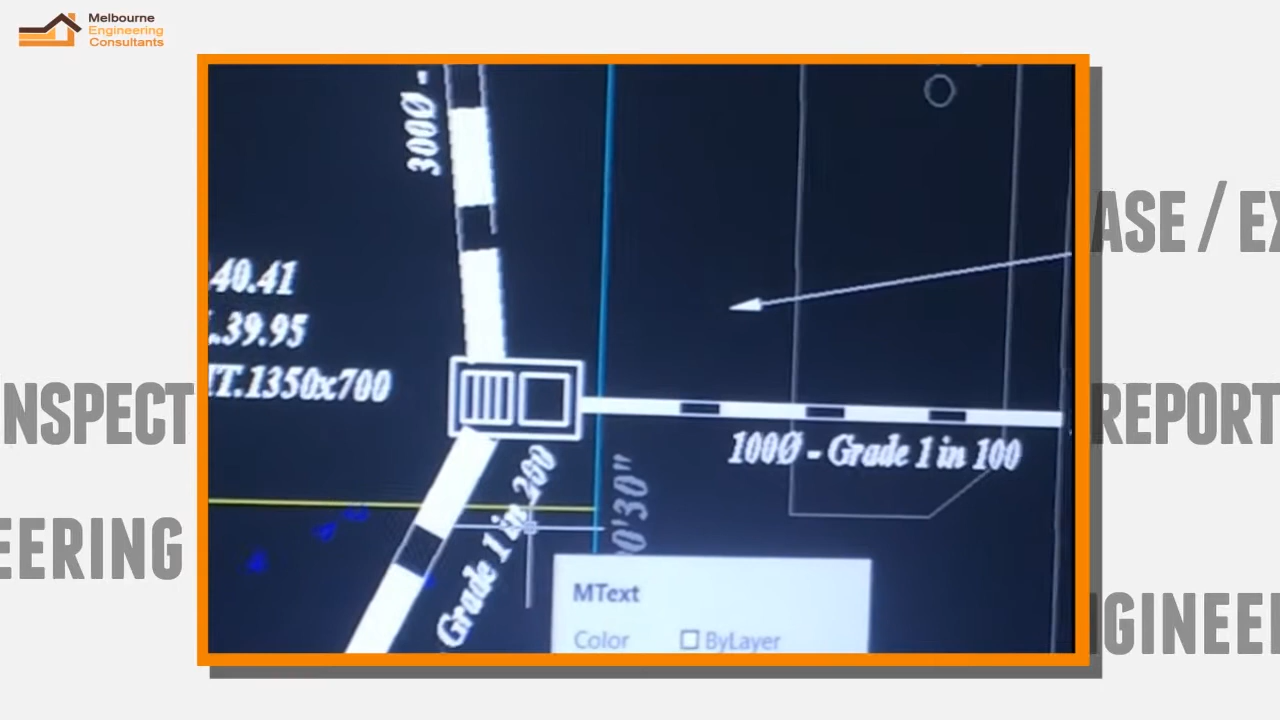 Melbourne
Engineering
Consultants
300Ø -
40.41
.39.95
IT.1350x700
100Ø - Grade 1 in 100
Grade 1 in 200
0'30"
MText
Color ByLayer
ASE / EX
NSPECT
REPORT
EERING
GINEE